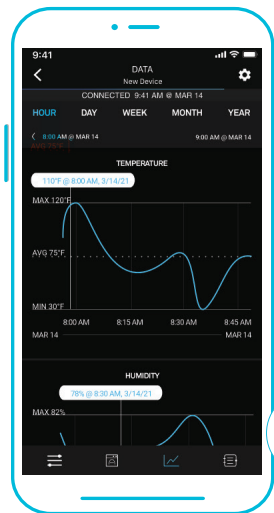 9:41
DATA
New Device
CONNECTED 9:41 AM @ MAR 14
HOUR DAY WEEK MONTH YEAR
8:00 AM @ MAR 14 9:00 AM @ MAR 14
AVG 75°F
TEMPERATURE
110°F @ 8:00 AM, 3/14/21
MAX 120°F
AVG 75°F
MIN 30°F
8:00 AM 8:15 AM 8:30 AM 8:45 AM
MAR 14 MAR 14
HUMIDITY
78% @ 8:30 AM, 3/14/21
MAX 82%